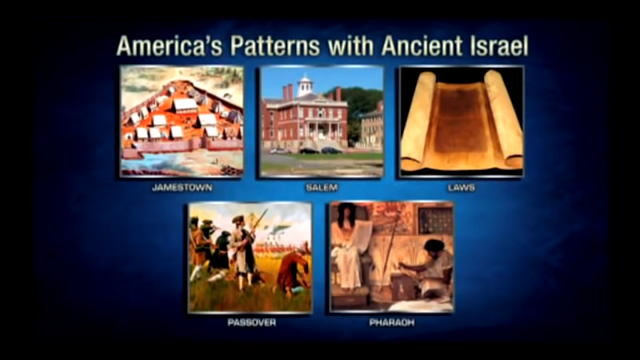 America's Patterns with Ancient Israel
JAMESTOWN
SALEM
LAWS
PASSOVER
PHARAOH